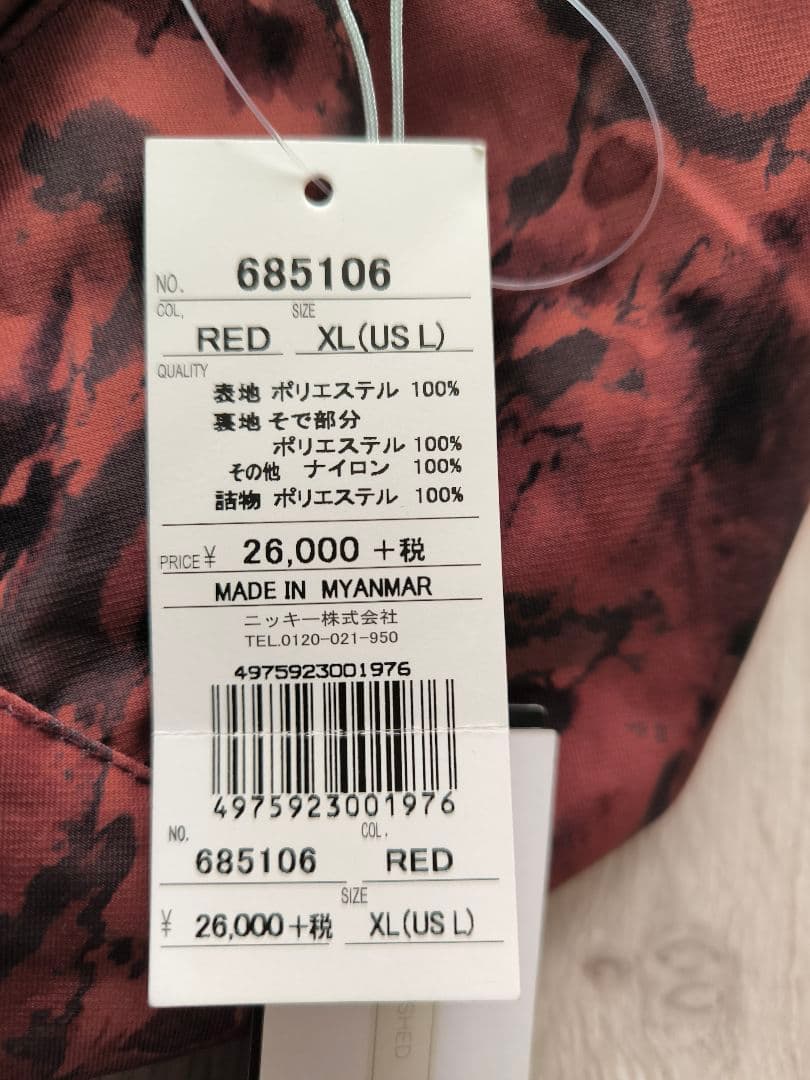 NO. 685106
COL, SIZE
RED XL(US L)
QUALITY
表地 ポリエステル 100%
裏地 そで部分
ポリエステル 100%
その他 ナイロン 100%
詰物 ポリエステル 100%
PRICE¥ 26,000 +税
MADE IN MYANMAR
ニッキー株式会社
TEL.0120-021-950
4975923001976
4975923001976
NO. COL.
685106 RED
SIZE
¥ 26,000+税 XL(US L)